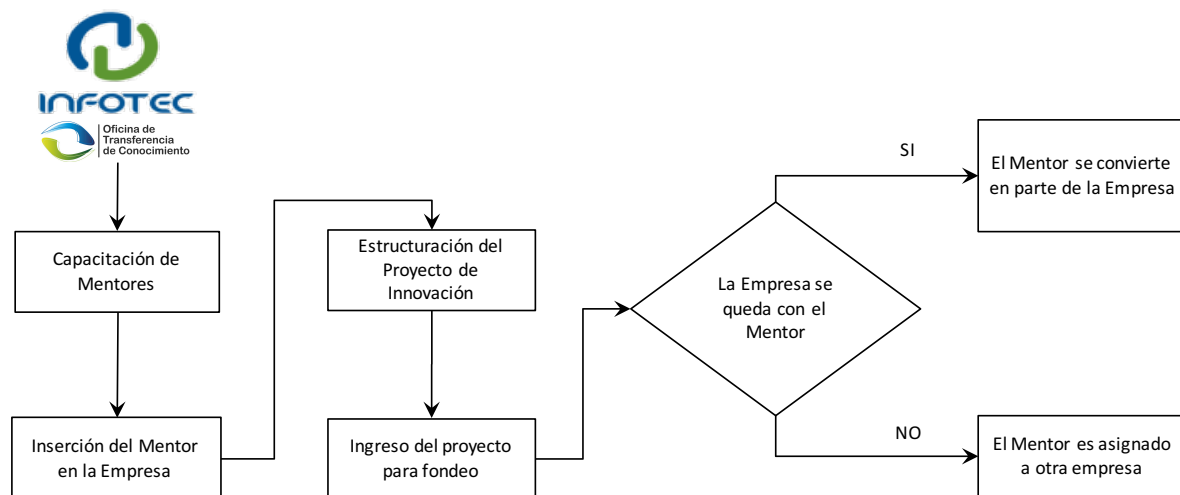 INFOTEC
Oficina de
Transferencia
de Conocimiento
Capacitación de
Mentores
Inserción del Mentor
en la Empresa
Estructuración del
Proyecto de
Innovación
Ingreso del proyecto
para fondeo
La Empresa se
queda con el
Mentor
SI
El Mentor se convierte
en parte de la Empresa
NO
El Mentor es asignado
a otra empresa